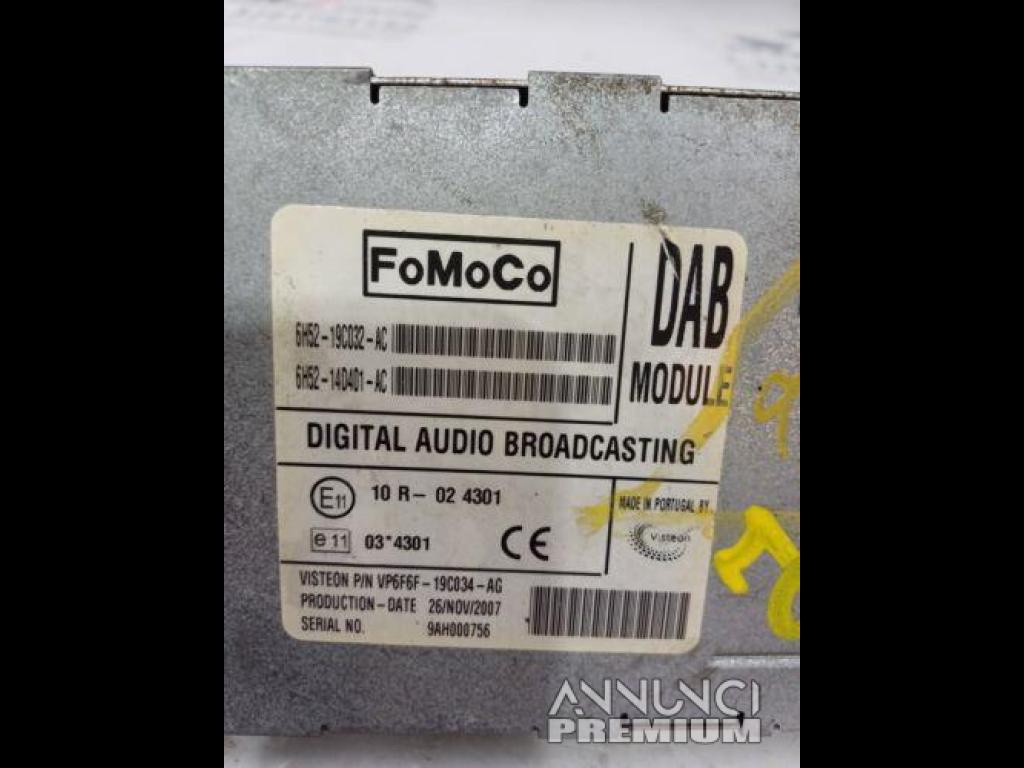 FoMoCo
DAB
MODULE
6H52-19C032-AC
6H52-14D401-AC
DIGITAL AUDIO BROADCASTING
E11 10 R- 02 4301
e 11 03*4301
CE
MADE IN PORTUGAL BY
Visteon
VISTEON P/N VP6F6F-19C034-AG
PRODUCTION-DATE 26/NOV/2007
SERIAL NO. 9AH000756
ANNUNCI
PREMIUM